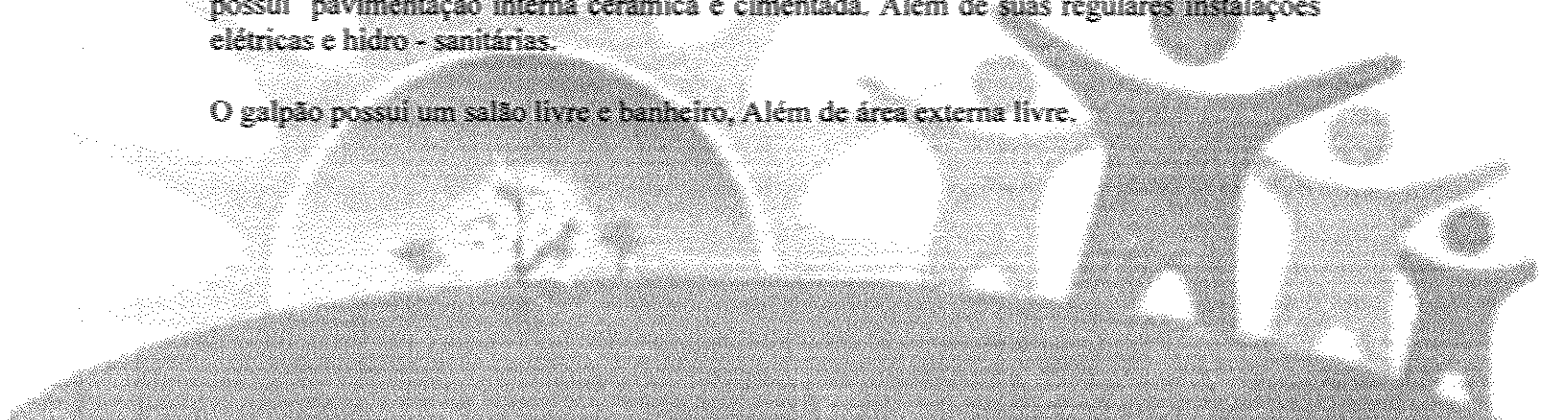 possui pavimentação interna cerâmica e cimentada. Além de suas regulares instalações
elétricas e hidro - sanitárias.
O galpão possui um salão livre e banheiro, Além de área externa livre.